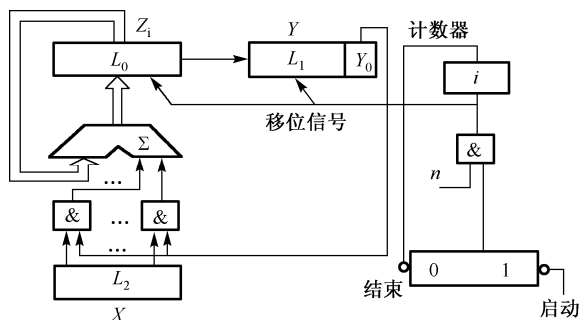 Z_i Y 计数器
L_0 L_1 Y_0 i
移位信号
Σ &
... n
& ... &
...
L_2 0 1
结束
X 启动